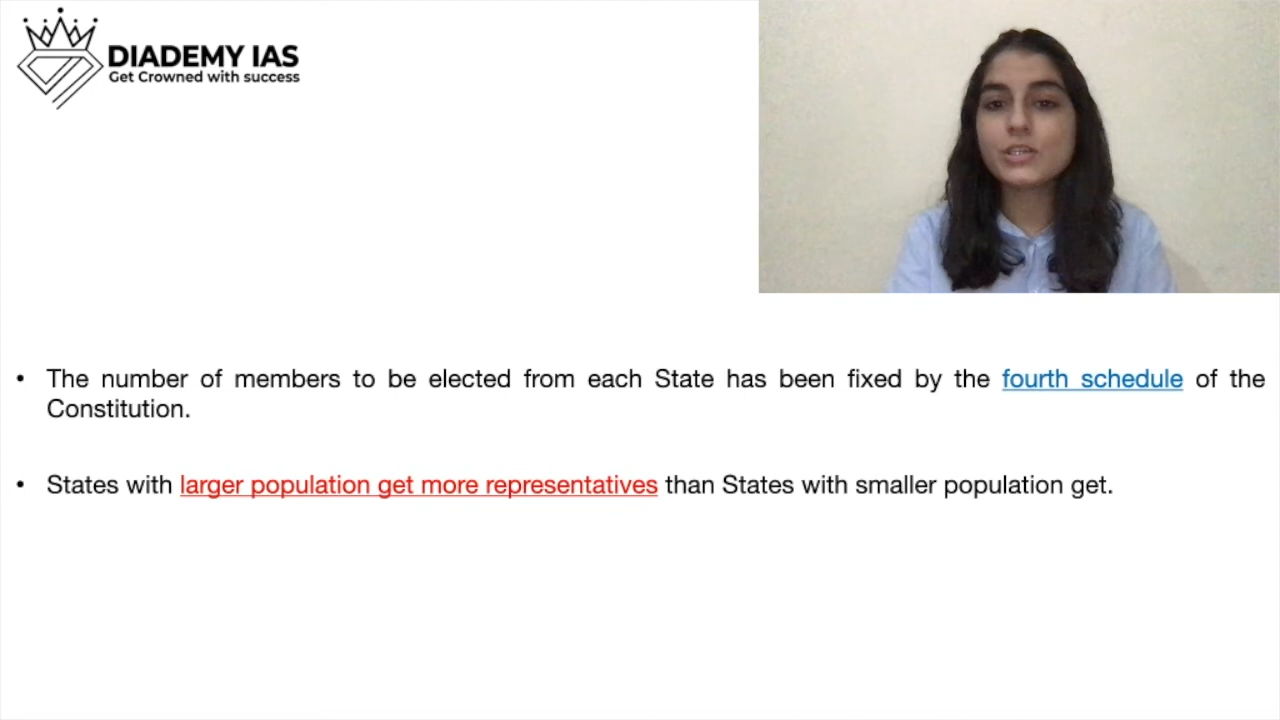 DIADEMY IAS
Get Crowned with success
• The number of members to be elected from each State has been fixed by the fourth schedule of the
Constitution.
• States with larger population get more representatives than States with smaller population get.